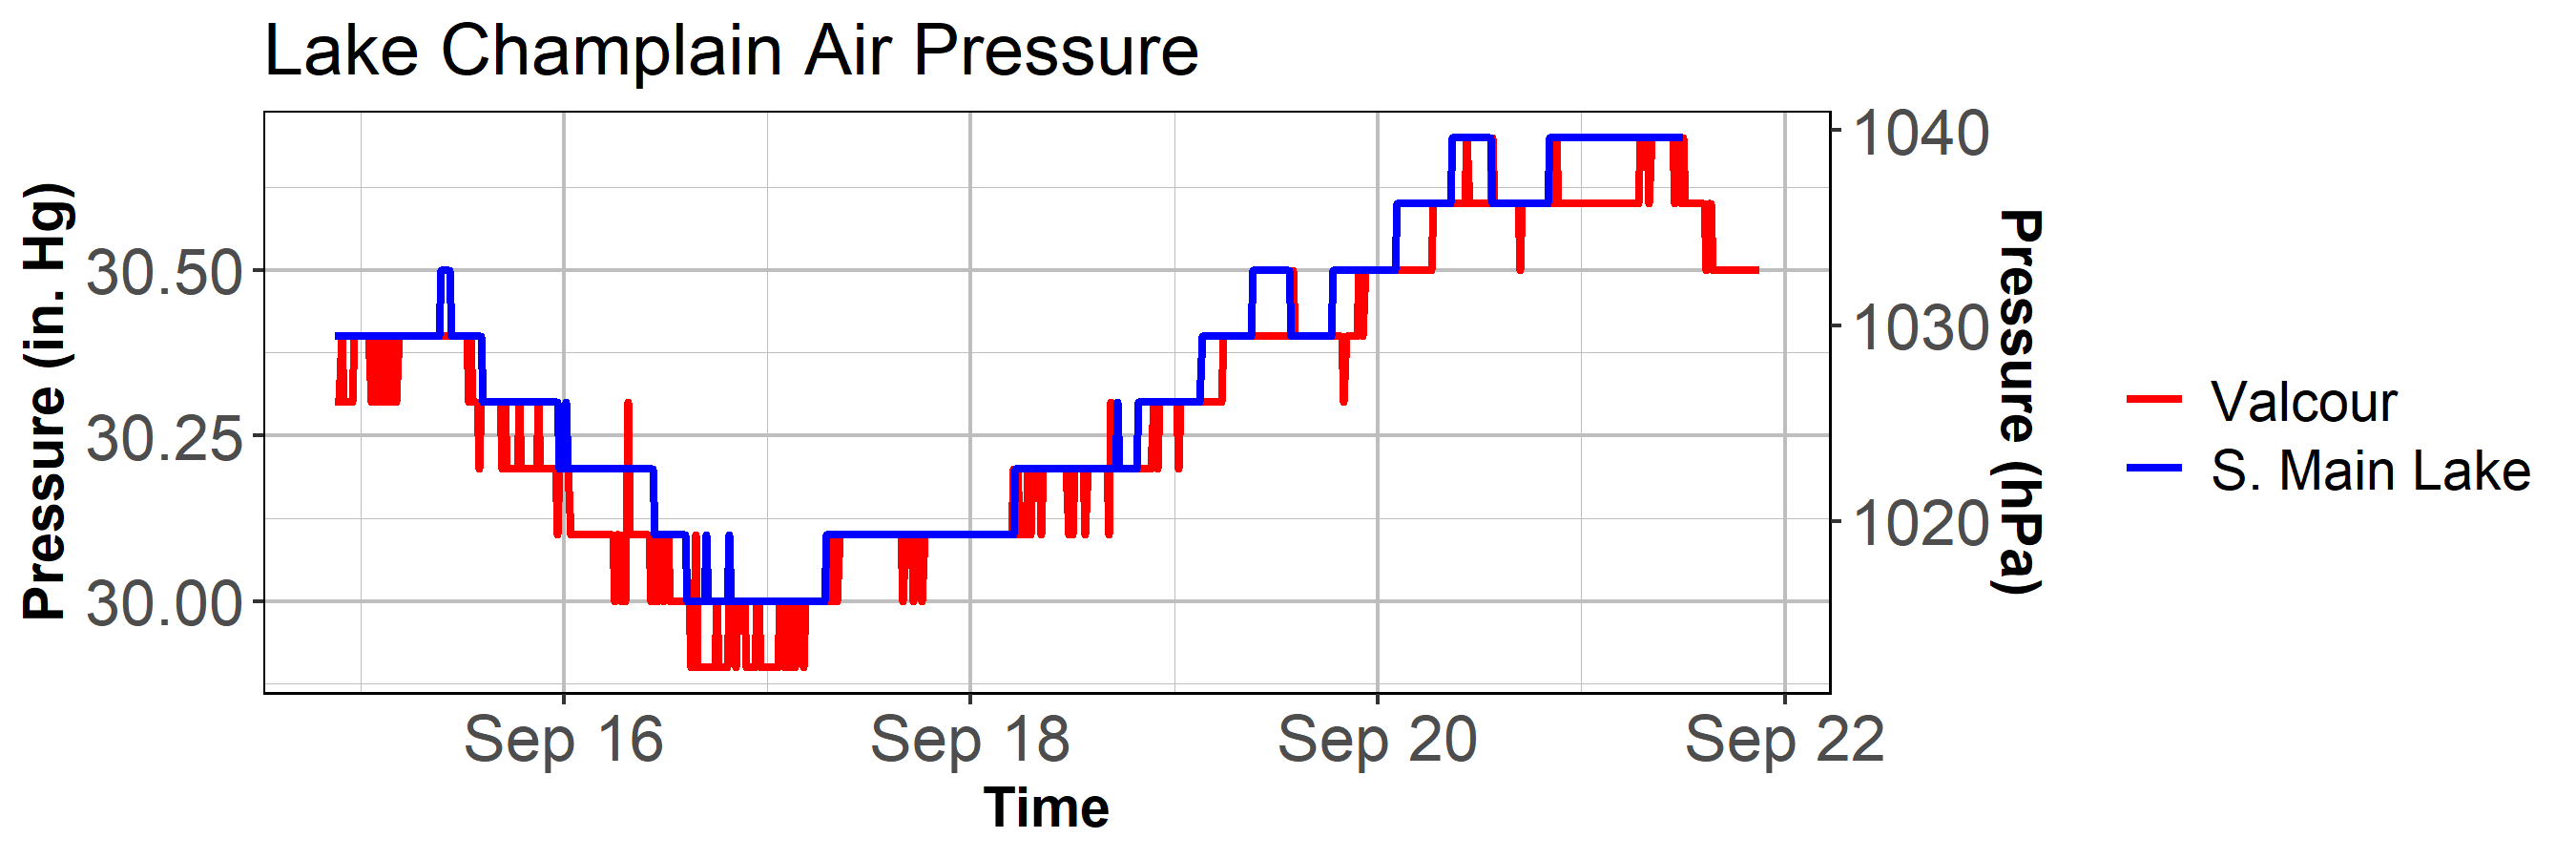 Lake Champlain Air Pressure
Pressure (in. Hg)
30.50
30.25
30.00
1040
1030
1020
Pressure (hPa)
Sep 16
Sep 18
Sep 20
Sep 22
Time
Valcour
S. Main Lake